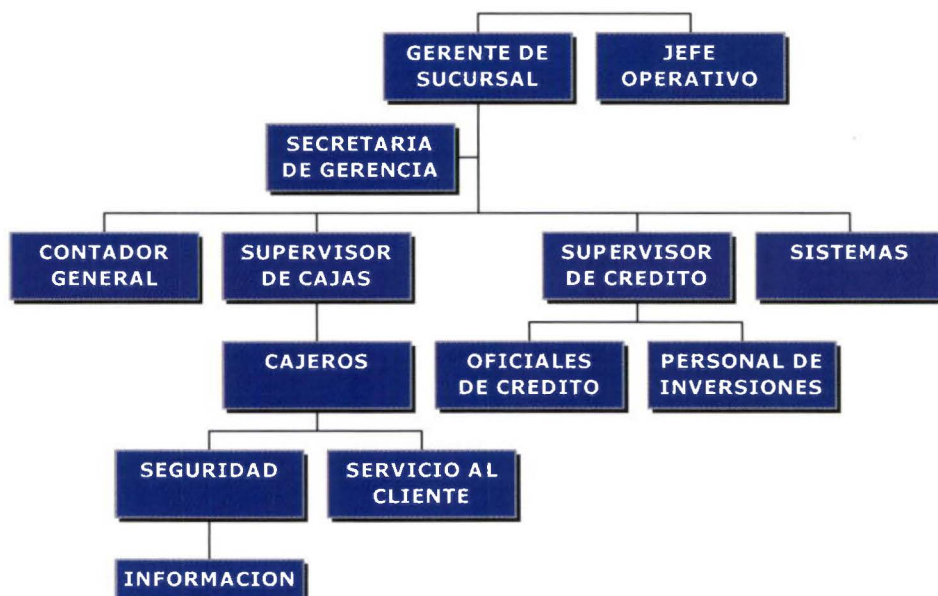 GERENTE DE
SUCURSAL
JEFE
OPERATIVO
SECRETARIA
DE GERENCIA
CONTADOR
GENERAL
SUPERVISOR
DE CAJAS
SUPERVISOR
DE CREDITO
SISTEMAS
CAJEROS
OFICIALES
DE CREDITO
PERSONAL DE
INVERSIONES
SEGURIDAD
SERVICIO AL
CLIENTE
INFORMACION